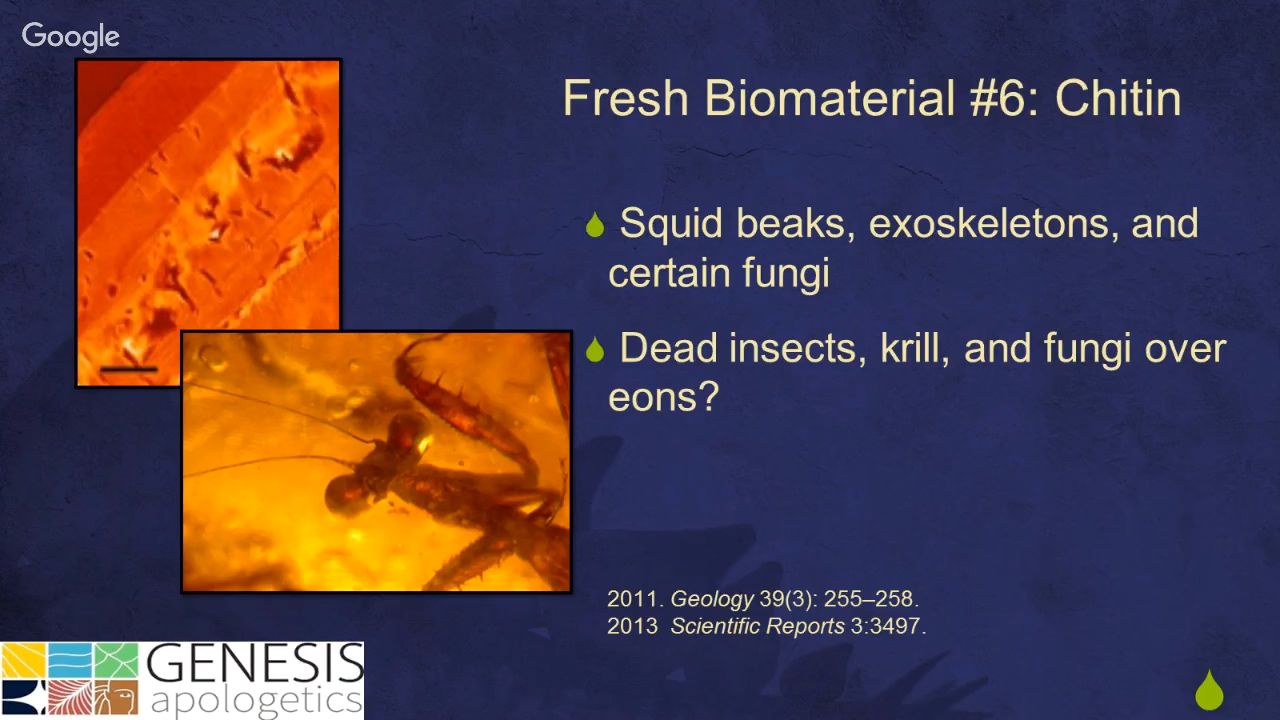 Google
Fresh Biomaterial #6: Chitin
Squid beaks, exoskeletons, and
certain fungi
Dead insects, krill, and fungi over
eons?
2011. Geology 39(3): 255–258.
2013 Scientific Reports 3:3497.
GENESIS
apologetics